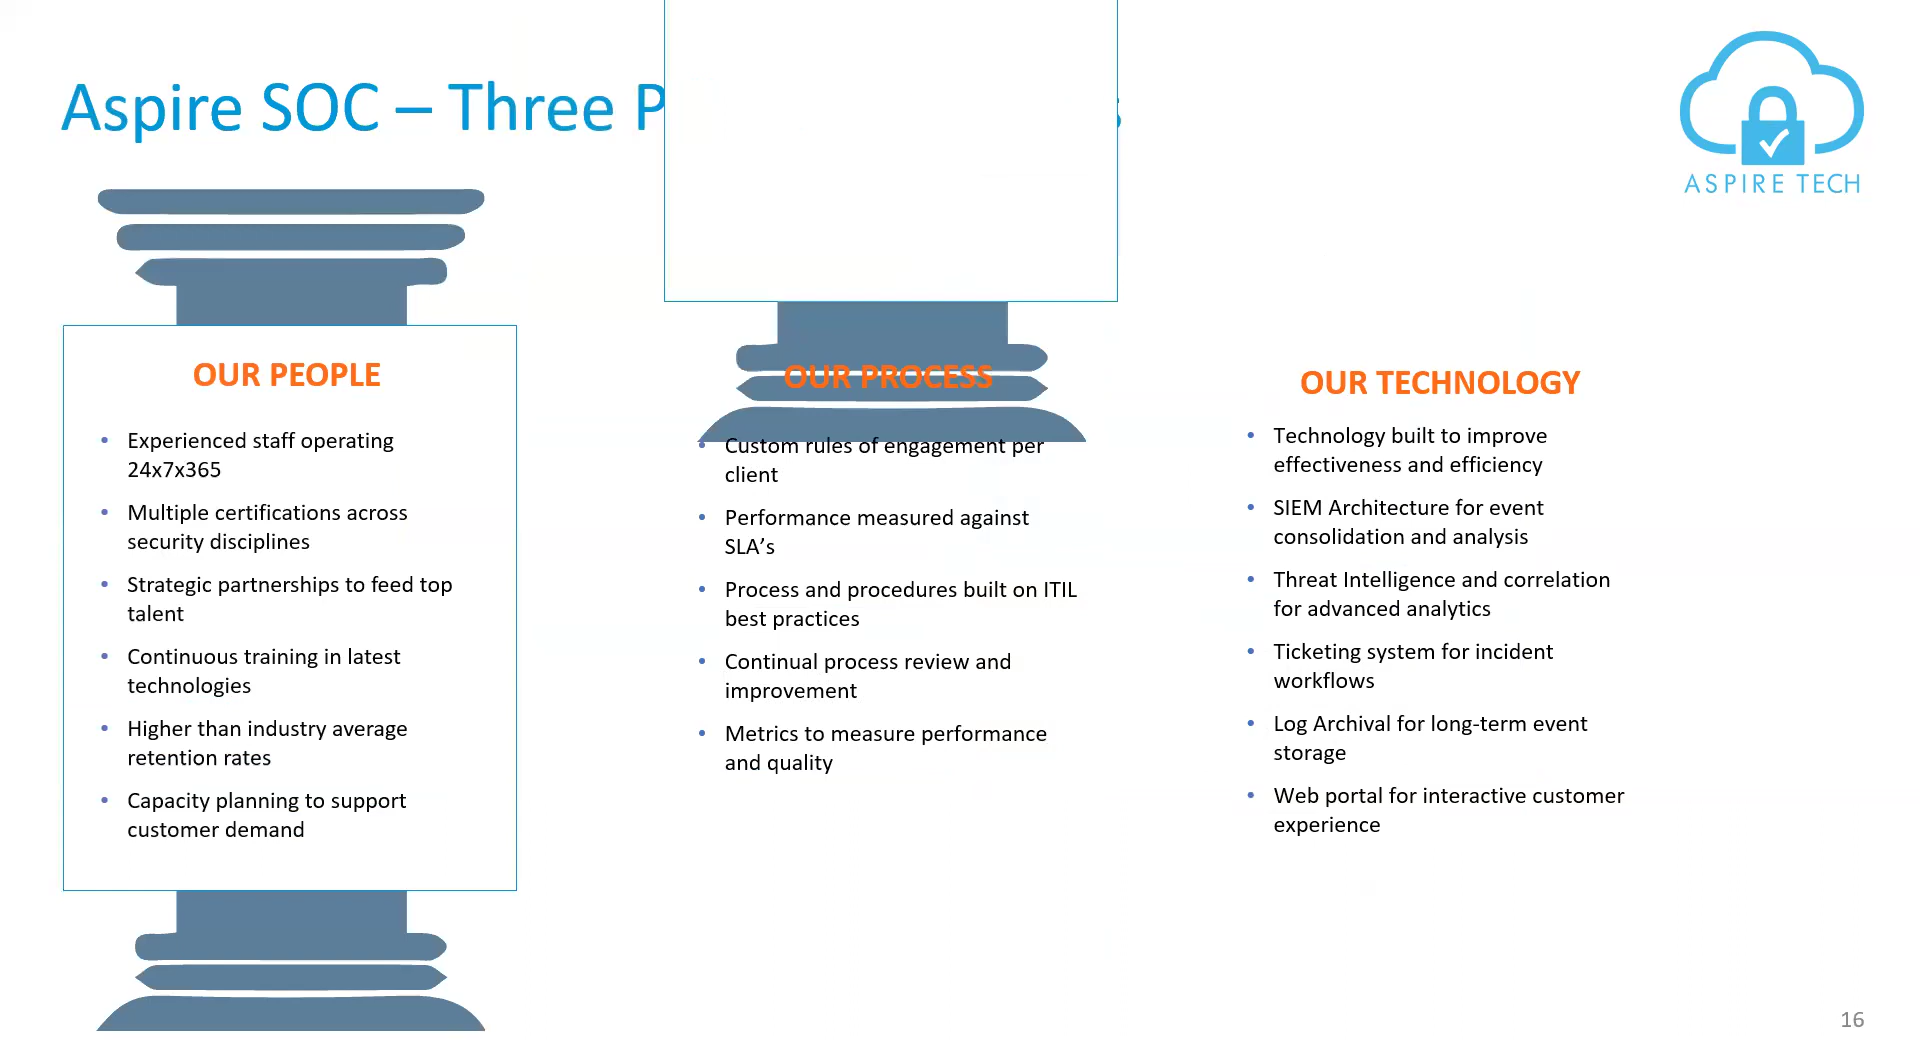 Aspire SOC – Three P
ASPIRE TECH
OUR PEOPLE
• Experienced staff operating
24x7x365
• Multiple certifications across
security disciplines
• Strategic partnerships to feed top
talent
• Continuous training in latest
technologies
• Higher than industry average
retention rates
• Capacity planning to support
customer demand
OUR PROCESS
• Custom rules of engagement per
client
• Performance measured against
SLA’s
• Process and procedures built on ITIL
best practices
• Continual process review and
improvement
• Metrics to measure performance
and quality
OUR TECHNOLOGY
• Technology built to improve
effectiveness and efficiency
• SIEM Architecture for event
consolidation and analysis
• Threat Intelligence and correlation
for advanced analytics
• Ticketing system for incident
workflows
• Log Archival for long-term event
storage
• Web portal for interactive customer
experience
16